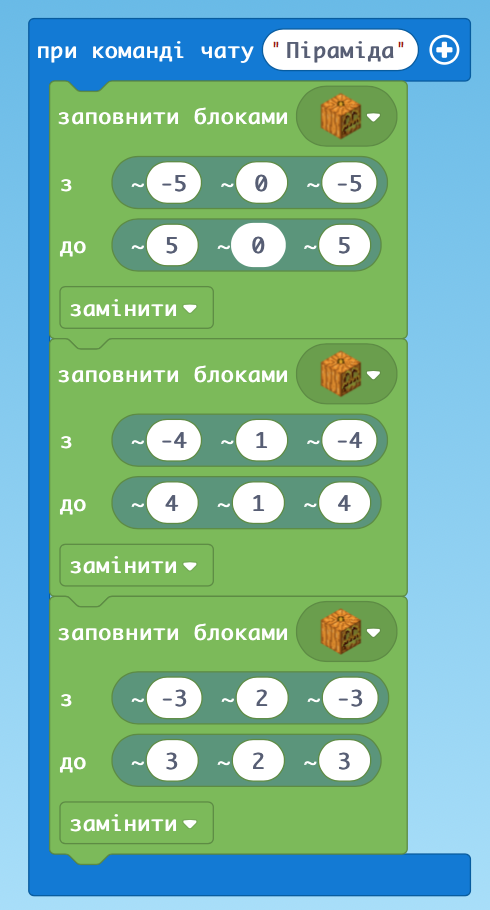 при команді чату "Піраміда"
заповнити блоками
з ~ -5 ~ 0 ~ -5
до ~ 5 ~ 0 ~ 5
замінити
заповнити блоками
з ~ -4 ~ 1 ~ -4
до ~ 4 ~ 1 ~ 4
замінити
заповнити блоками
з ~ -3 ~ 2 ~ -3
до ~ 3 ~ 2 ~ 3
замінити